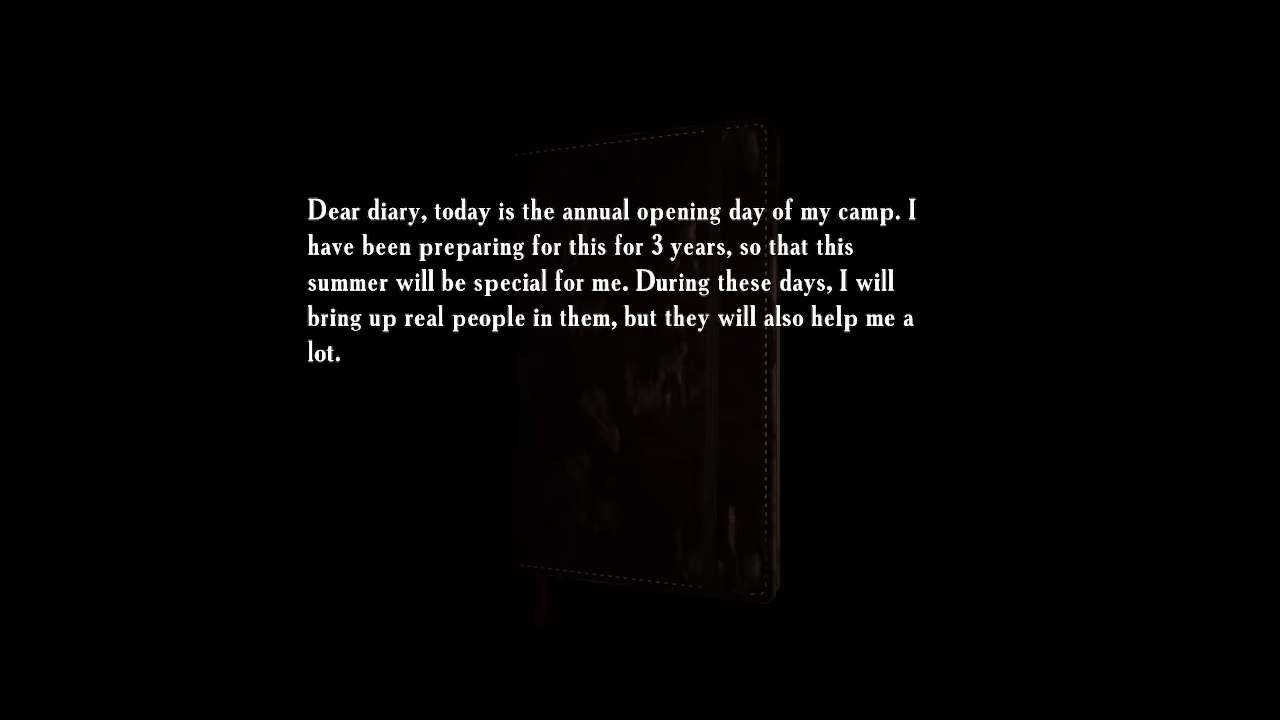 Dear diary, today is the annual opening day of my camp. I
have been preparing for this for 3 years, so that this
summer will be special for me. During these days, I will
bring up real people in them, but they will also help me a
lot.